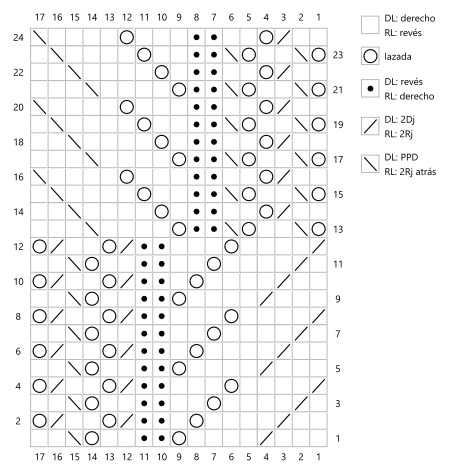 17 16 15 14 13 12 11 10 9 8 7 6 5 4 3 2 1
DL: derecho
RL: revés
lazada
DL: revés
RL: derecho
DL: 2Dj
RL: 2Rj
DL: PPD
RL: 2Rj atrás
24
23
22
21
20
19
18
17
16
15
14
13
12
11
10
9
8
7
6
5
4
3
2
1
17 16 15 14 13 12 11 10 9 8 7 6 5 4 3 2 1